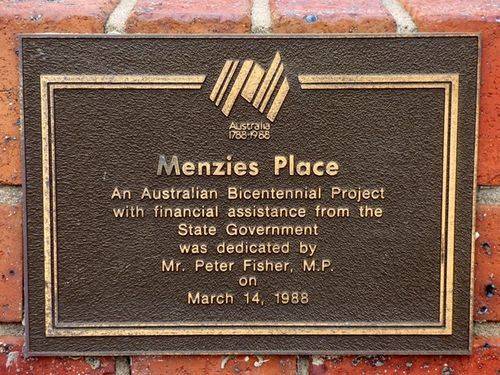 Australia
1788-1988
Menzies Place
An Australian Bicentennial Project
with financial assistance from the
State Government
was dedicated by
Mr. Peter Fisher, M.P.
on
March 14, 1988